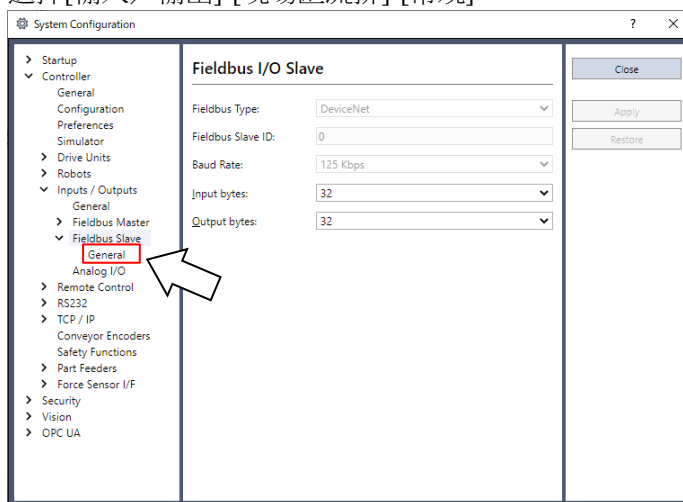 System Configuration
Startup
Controller
General
Configuration
Preferences
Simulator
Drive Units
Robots
Inputs / Outputs
General
Fieldbus Master
Fieldbus Slave
General
Analog I/O
Remote Control
RS232
TCP / IP
Conveyor Encoders
Safety Functions
Part Feeders
Force Sensor I/F
Security
Vision
OPC UA
Fieldbus I/O Slave
Fieldbus Type: DeviceNet
Fieldbus Slave ID: 0
Baud Rate: 125 Kbps
Input bytes: 32
Output bytes: 32
Close
Apply
Restore